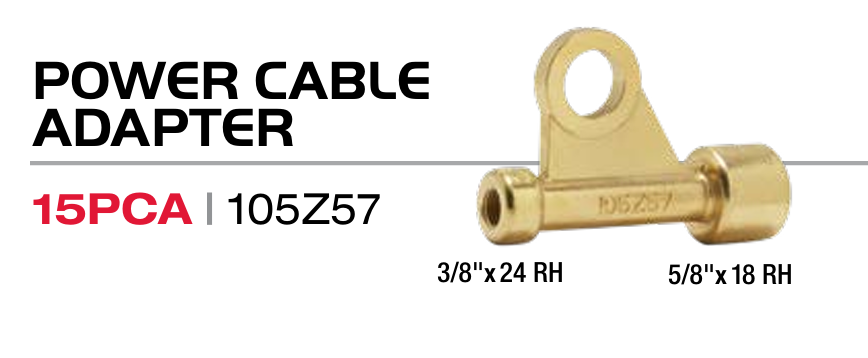 POWER CABLE
ADAPTER
15PCA | 105Z57
105Z57
3/8"x 24 RH
5/8"x 18 RH